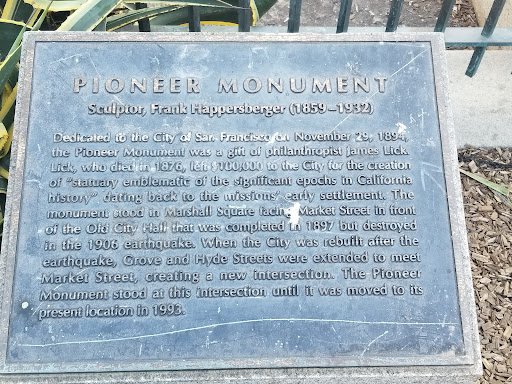 PIONEER MONUMENT
Sculptor, Frank Happersberger (1859–1932)
Dedicated to the City of San Francisco on November 29, 1894,
the Pioneer Monument was a gift of philanthropist James Lick.
Lick, who died in 1876, left $100,000 to the City for the creation
of "statuary emblematic of the significant epochs in California
history" dating back to the missions' early settlement. The
monument stood in Marshall Square facing Market Street in front
of the Old City Hall that was completed in 1897 but destroyed
in the 1906 earthquake. When the City was rebuilt after the
earthquake, Grove and Hyde Streets were extended to meet
Market Street, creating a new intersection. The Pioneer
Monument stood at this intersection until it was moved to its
present location in 1993.